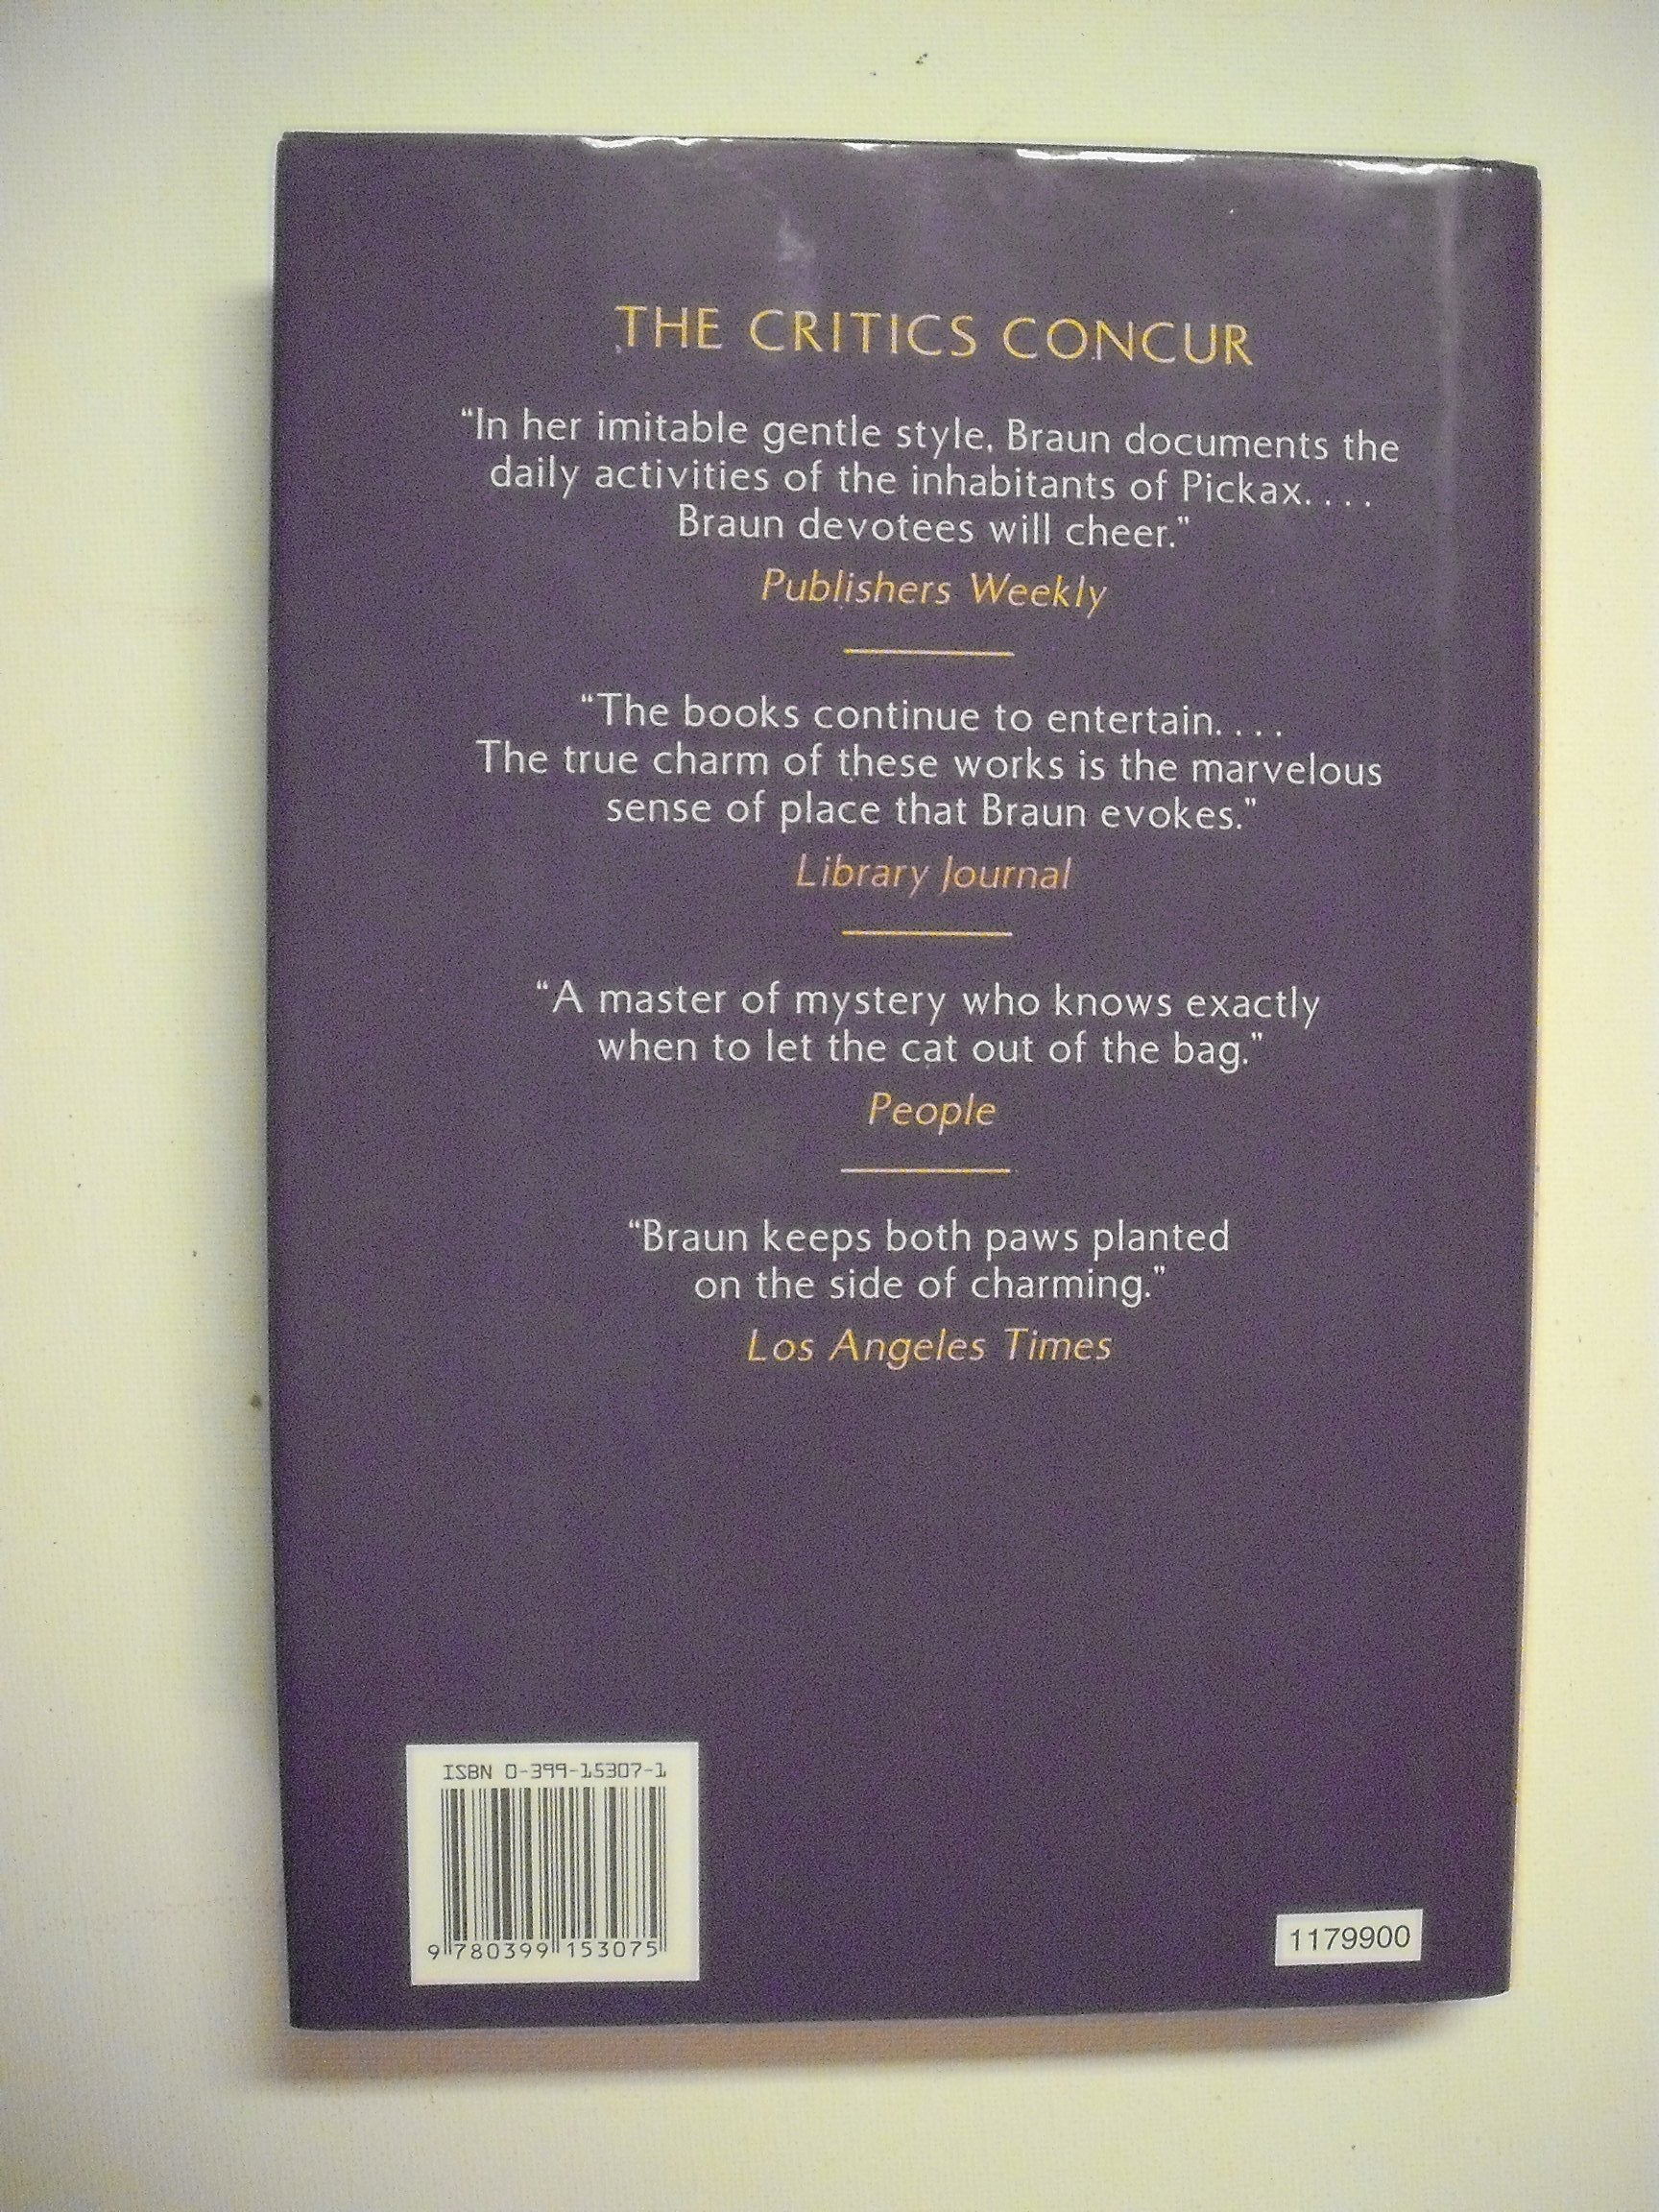 THE CRITICS CONCUR
“In her imitable gentle style, Braun documents the
daily activities of the inhabitants of Pickax. . . .
Braun devotees will cheer.”
Publishers Weekly
“The books continue to entertain. . . .
The true charm of these works is the marvelous
sense of place that Braun evokes.”
Library Journal
“A master of mystery who knows exactly
when to let the cat out of the bag.”
People
“Braun keeps both paws planted
on the side of charming.”
Los Angeles Times
ISBN 0-399-15307-1
9 780399 153075
1179900